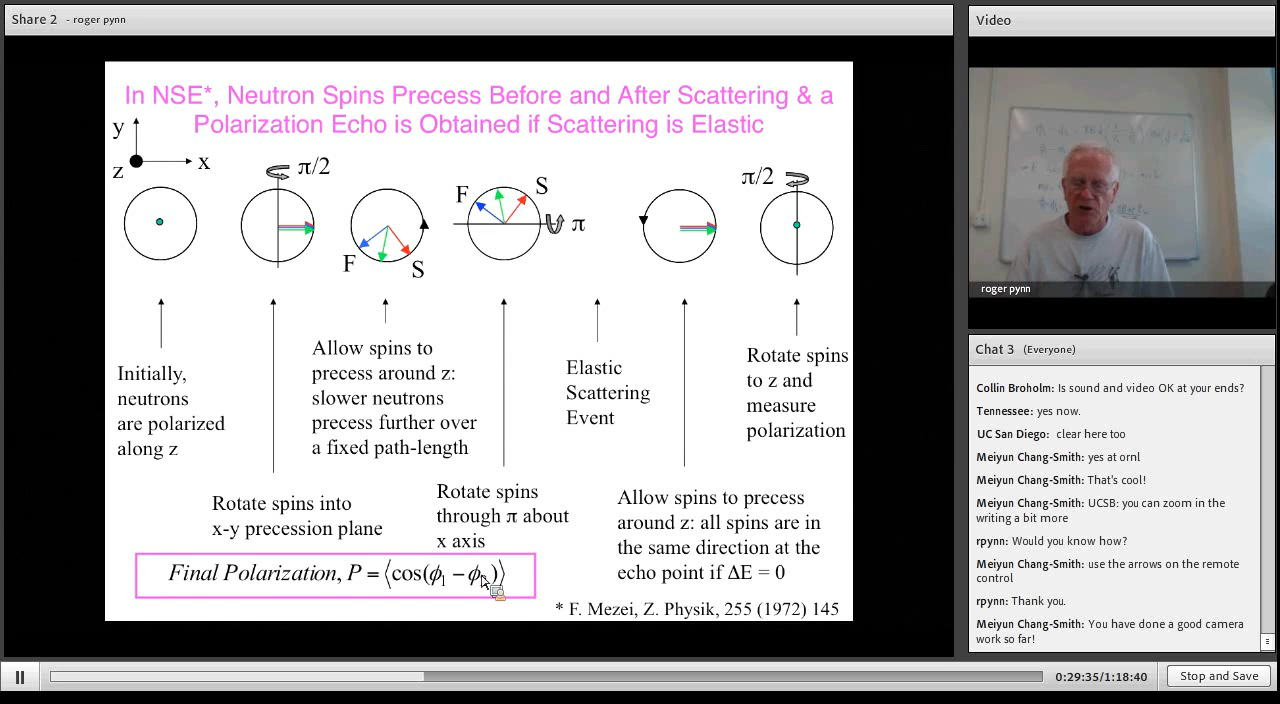 Share 2 - roger pynn
In NSE*, Neutron Spins Precess Before and After Scattering & a
Polarization Echo is Obtained if Scattering is Elastic
y
x
z
π/2
F
S
F
S
π
π/2
Initially,
neutrons
are polarized
along z
Rotate spins into
x-y precession plane
Allow spins to
precess around z:
slower neutrons
precess further over
a fixed path-length
Rotate spins
through π about
x axis
Elastic
Scattering
Event
Allow spins to precess
around z: all spins are in
the same direction at the
echo point if ΔE = 0
Rotate spins
to z and
measure
polarization
Final Polarization, P = ⟨cos(ϕ₁ − ϕ₂)⟩
* F. Mezei, Z. Physik, 255 (1972) 145
Video
roger pynn
Chat 3 (Everyone)
Collin Broholm: Is sound and video OK at your ends?
Tennessee: yes now.
UC San Diego: clear here too
Meiyun Chang-Smith: yes at ornl
Meiyun Chang-Smith: That's cool!
Meiyun Chang-Smith: UCSB: you can zoom in the
writing a bit more
rpynn: Would you know how?
Meiyun Chang-Smith: use the arrows on the remote
control
rpynn: Thank you.
Meiyun Chang-Smith: You have done a good camera
work so far!
0:29:35/1:18:40
Stop and Save